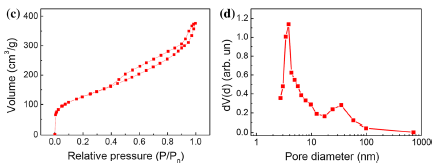 (c)
400
300
200
100
0
Volume (cm³/g)
0.0 0.2 0.4 0.6 0.8 1.0
Relative pressure (P/Pn)
(d)
1.2
1.0
0.8
0.6
0.4
0.2
0.0
dV(d) (arb. un)
1 10 100 1000
Pore diameter (nm)